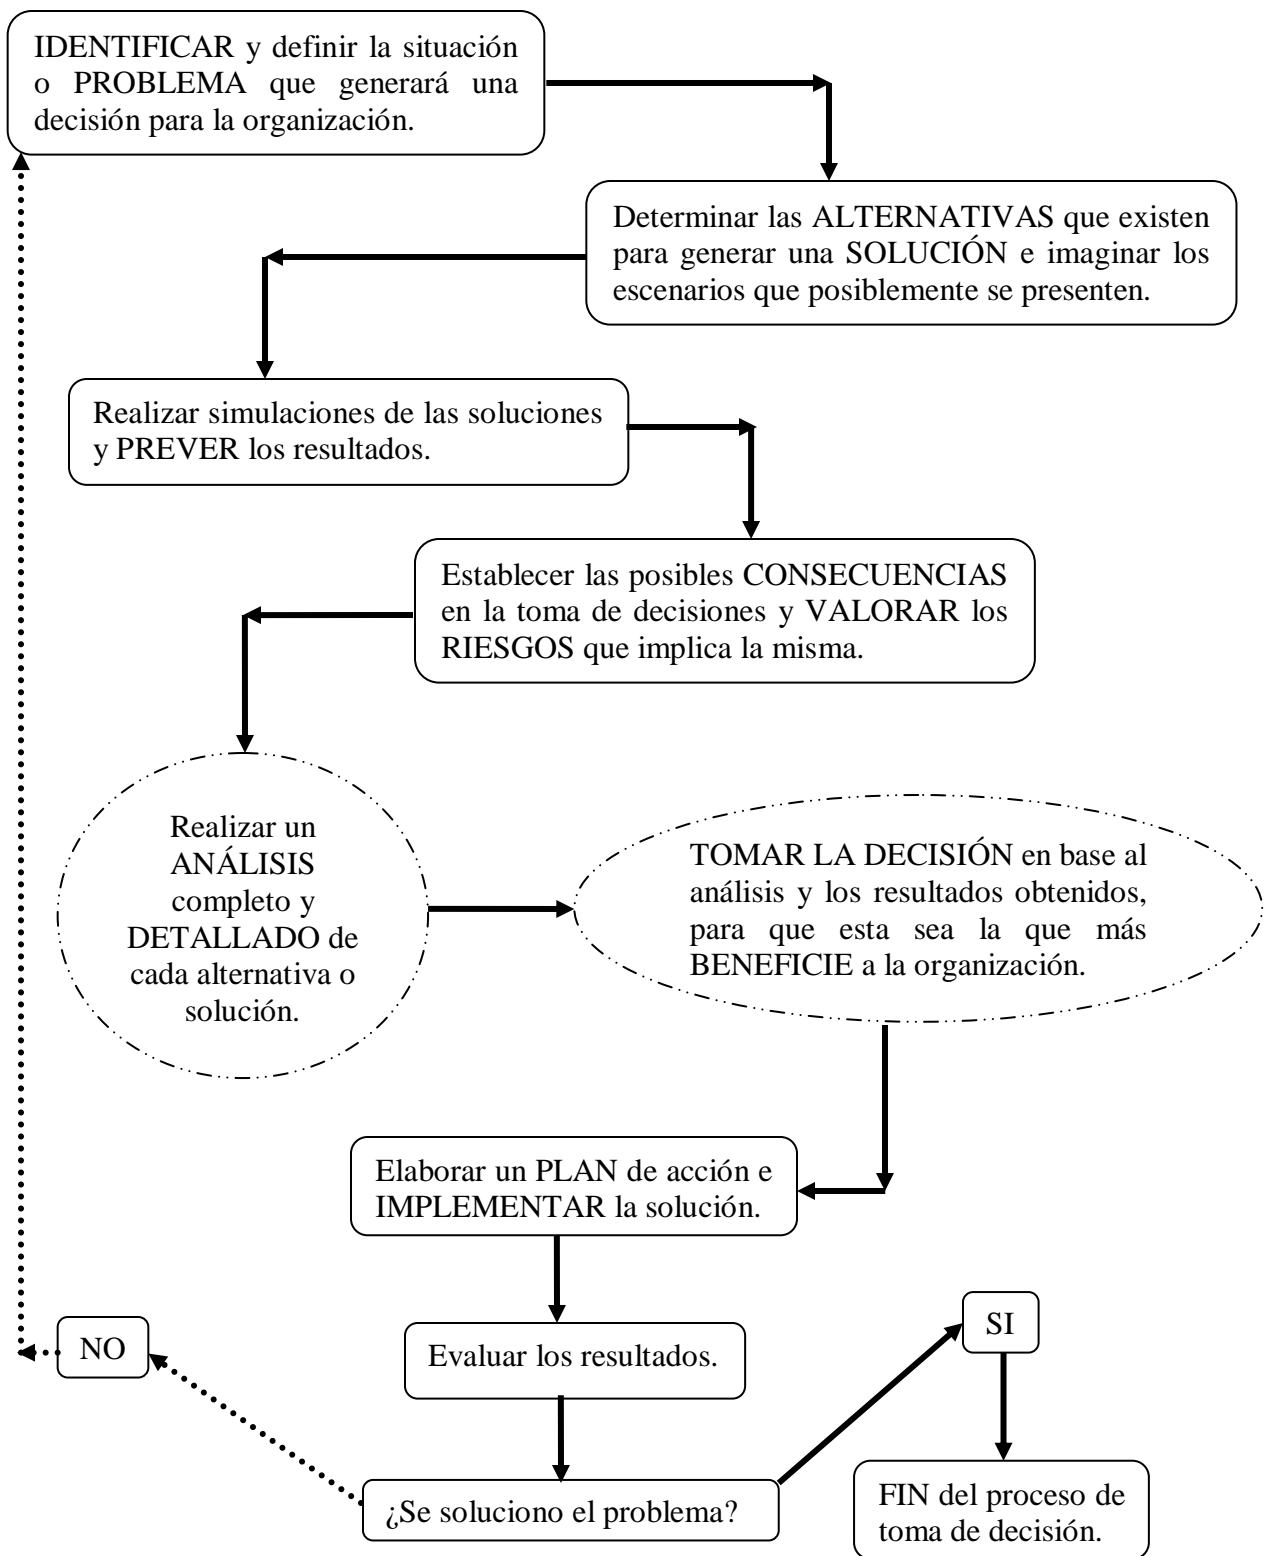 IDENTIFICAR y definir la situación
o PROBLEMA que generará una
decisión para la organización.
Determinar las ALTERNATIVAS que existen
para generar una SOLUCIÓN e imaginar los
escenarios que posiblemente se presenten.
Realizar simulaciones de las soluciones
y PREVER los resultados.
Establecer las posibles CONSECUENCIAS
en la toma de decisiones y VALORAR los
RIESGOS que implica la misma.
Realizar un
ANÁLISIS
completo y
DETALLADO de
cada alternativa o
solución.
TOMAR LA DECISIÓN en base al
análisis y los resultados obtenidos,
para que esta sea la que más
BENEFICIE a la organización.
Elaborar un PLAN de acción e
IMPLEMENTAR la solución.
Evaluar los resultados.
¿Se soluciono el problema?
NO
SI
FIN del proceso de
toma de decisión.